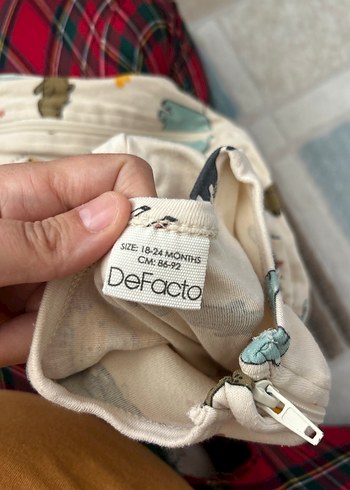 SIZE: 18-24 MONTHS
CM: 86-92
DeFacto